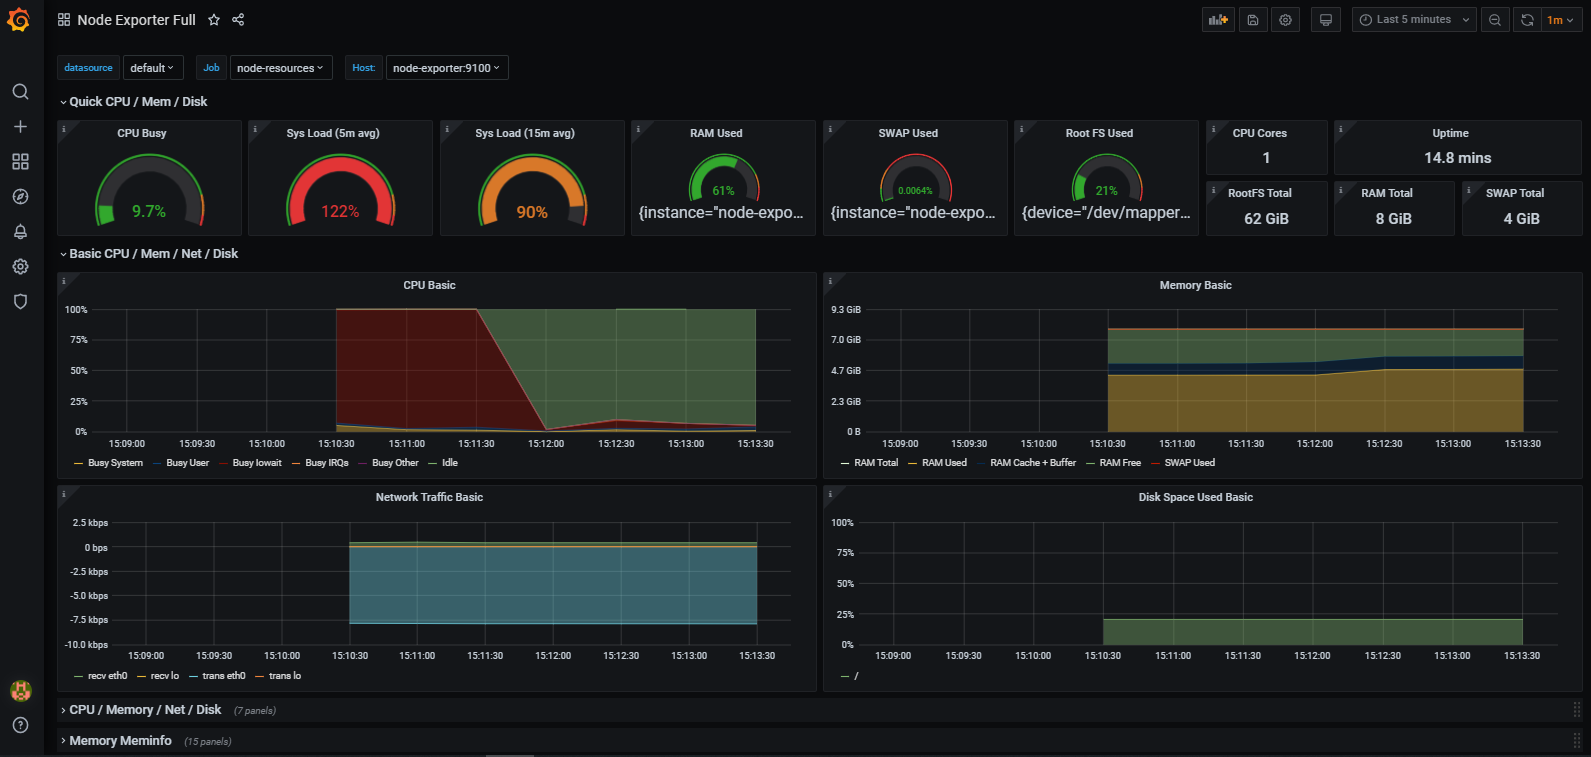 Node Exporter Full
Last 5 minutes
1m
datasource default Job node-resources Host: node-exporter:9100
Quick CPU / Mem / Disk
CPU Busy
9.7%
Sys Load (5m avg)
122%
Sys Load (15m avg)
90%
RAM Used
61%
{instance="node-expo...
SWAP Used
0.0064%
{instance="node-expo...
Root FS Used
21%
{device="/dev/mapper...
CPU Cores
1
Uptime
14.8 mins
RootFS Total
62 GiB
RAM Total
8 GiB
SWAP Total
4 GiB
Basic CPU / Mem / Net / Disk
CPU Basic
100%
75%
50%
25%
0%
15:09:00 15:09:30 15:10:00 15:10:30 15:11:00 15:11:30 15:12:00 15:12:30 15:13:00 15:13:30
Busy System Busy User Busy Iowait Busy IRQs Busy Other Idle
Memory Basic
9.3 GiB
7.0 GiB
4.7 GiB
2.3 GiB
0 B
15:09:00 15:09:30 15:10:00 15:10:30 15:11:00 15:11:30 15:12:00 15:12:30 15:13:00 15:13:30
RAM Total RAM Used RAM Cache + Buffer RAM Free SWAP Used
Network Traffic Basic
2.5 kbps
0 bps
-2.5 kbps
-5.0 kbps
-7.5 kbps
-10.0 kbps
15:09:00 15:09:30 15:10:00 15:10:30 15:11:00 15:11:30 15:12:00 15:12:30 15:13:00 15:13:30
recv eth0 recv lo trans eth0 trans lo
Disk Space Used Basic
100%
75%
50%
25%
0%
15:09:00 15:09:30 15:10:00 15:10:30 15:11:00 15:11:30 15:12:00 15:12:30 15:13:00 15:13:30
/
CPU / Memory / Net / Disk (7 panels)
Memory Meminfo (15 panels)